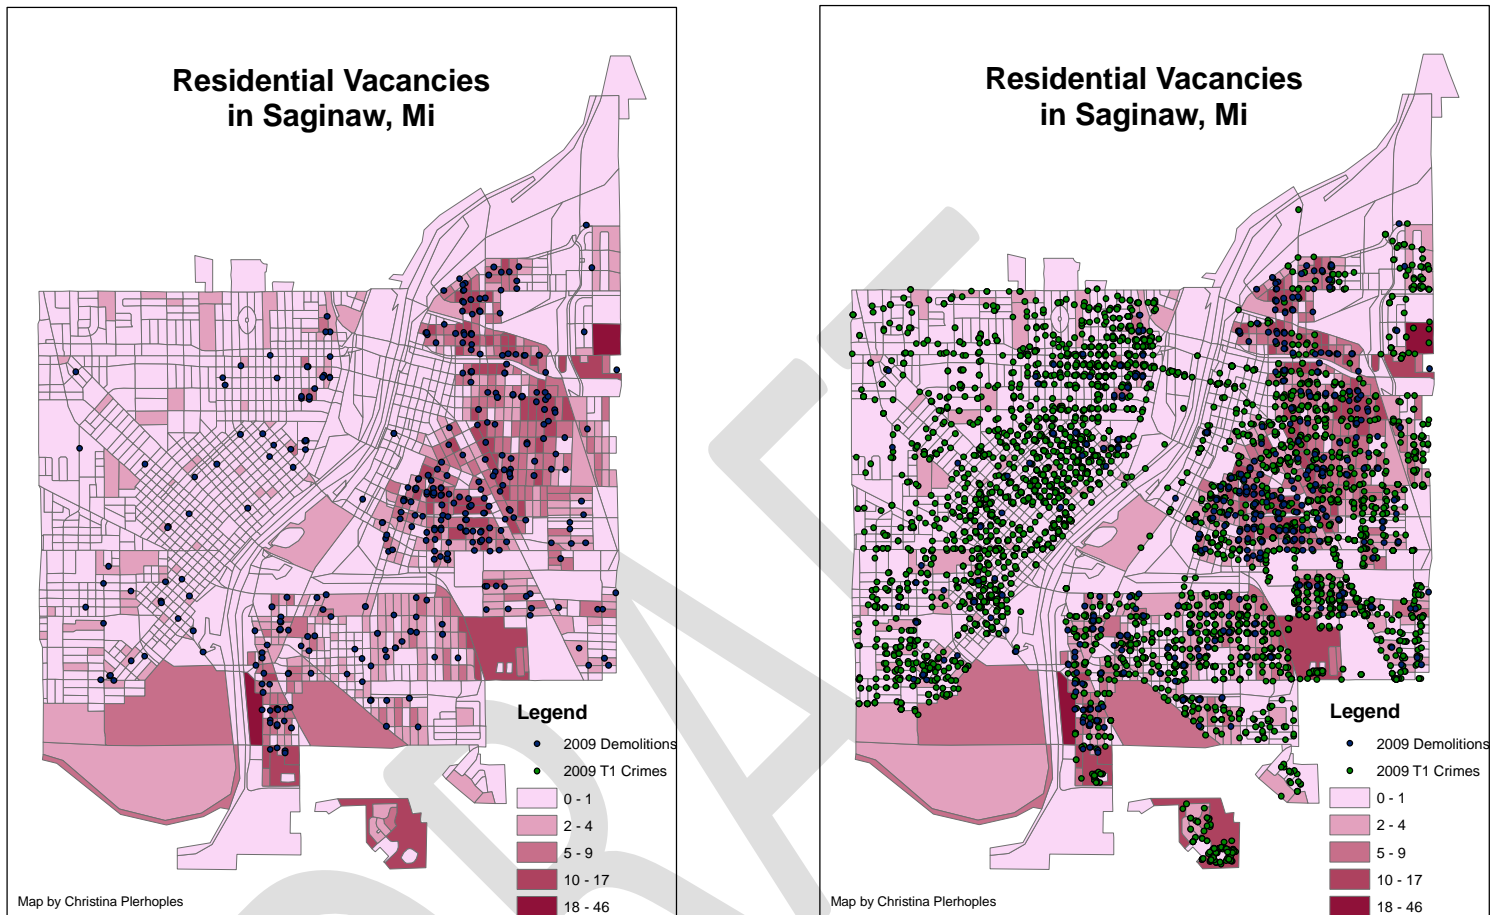 Residential Vacancies
in Saginaw, Mi
Legend
2009 Demolitions
2009 T1 Crimes
0 - 1
2 - 4
5 - 9
10 - 17
18 - 46
Map by Christina Plerhoples
Residential Vacancies
in Saginaw, Mi
Legend
2009 Demolitions
2009 T1 Crimes
0 - 1
2 - 4
5 - 9
10 - 17
18 - 46
Map by Christina Plerhoples
DRAFT